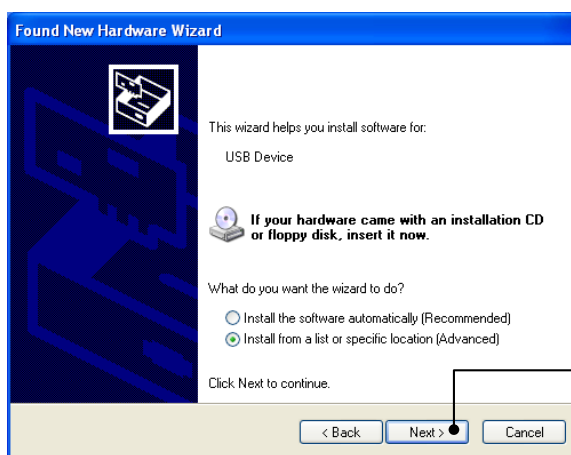 Found New Hardware Wizard
This wizard helps you install software for:
USB Device
If your hardware came with an installation CD
or floppy disk, insert it now.
What do you want the wizard to do?
Install the software automatically (Recommended)
Install from a list or specific location (Advanced)
Click Next to continue.
< Back Next > Cancel